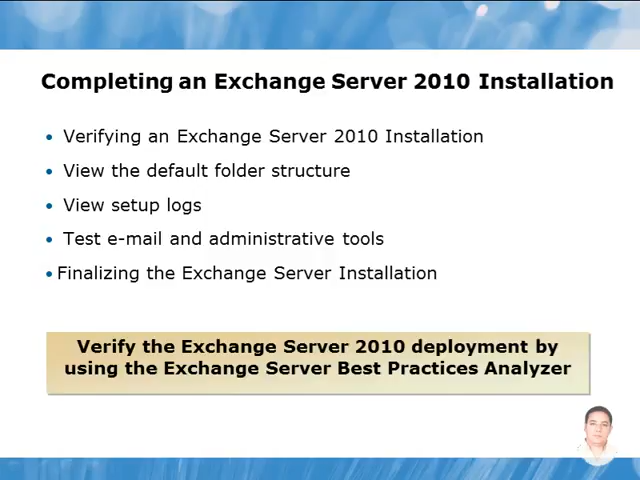 Completing an Exchange Server 2010 Installation
• Verifying an Exchange Server 2010 Installation
• View the default folder structure
• View setup logs
• Test e-mail and administrative tools
• Finalizing the Exchange Server Installation
Verify the Exchange Server 2010 deployment by
using the Exchange Server Best Practices Analyzer